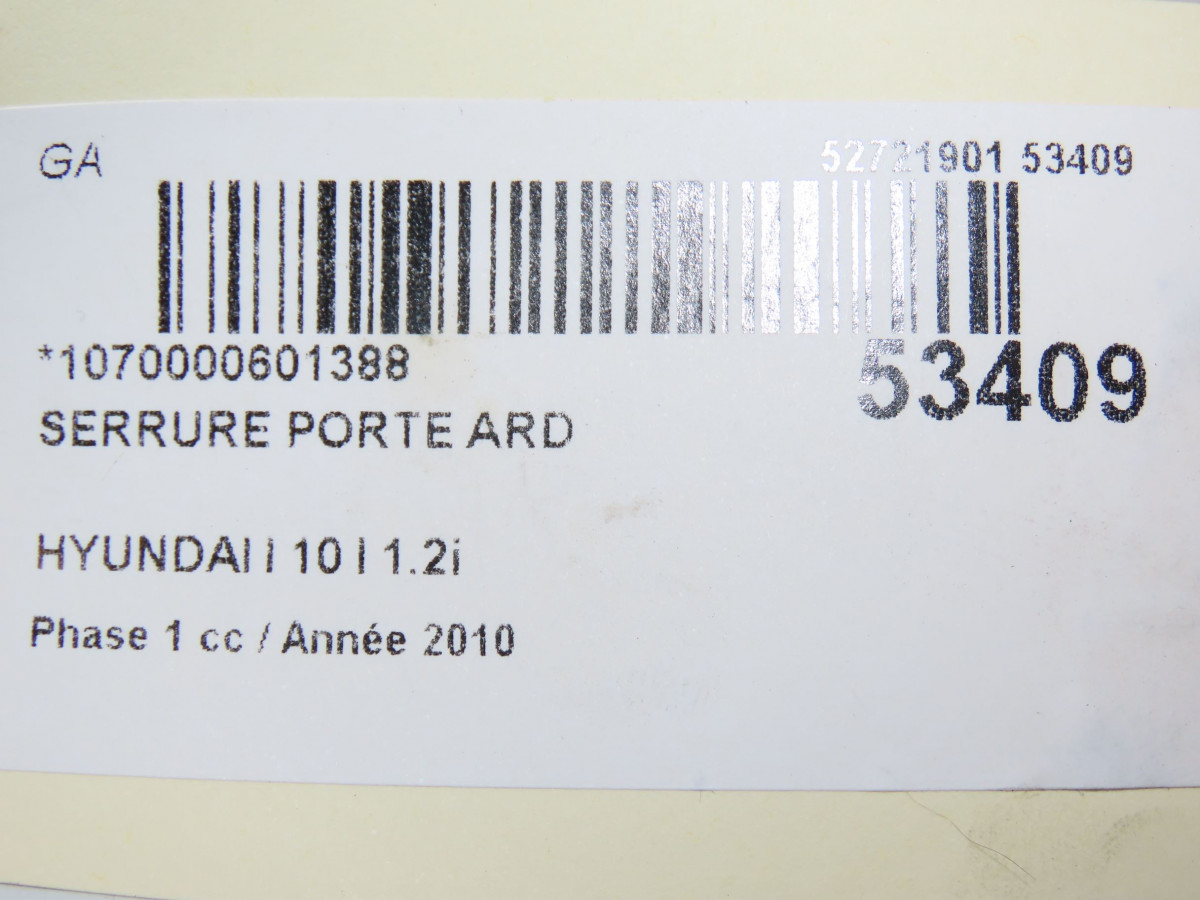 GA
52721901 53409
*1070000601388
53409
SERRURE PORTE ARD
HYUNDAI I 10 I 1.2i
Phase 1 cc / Année 2010